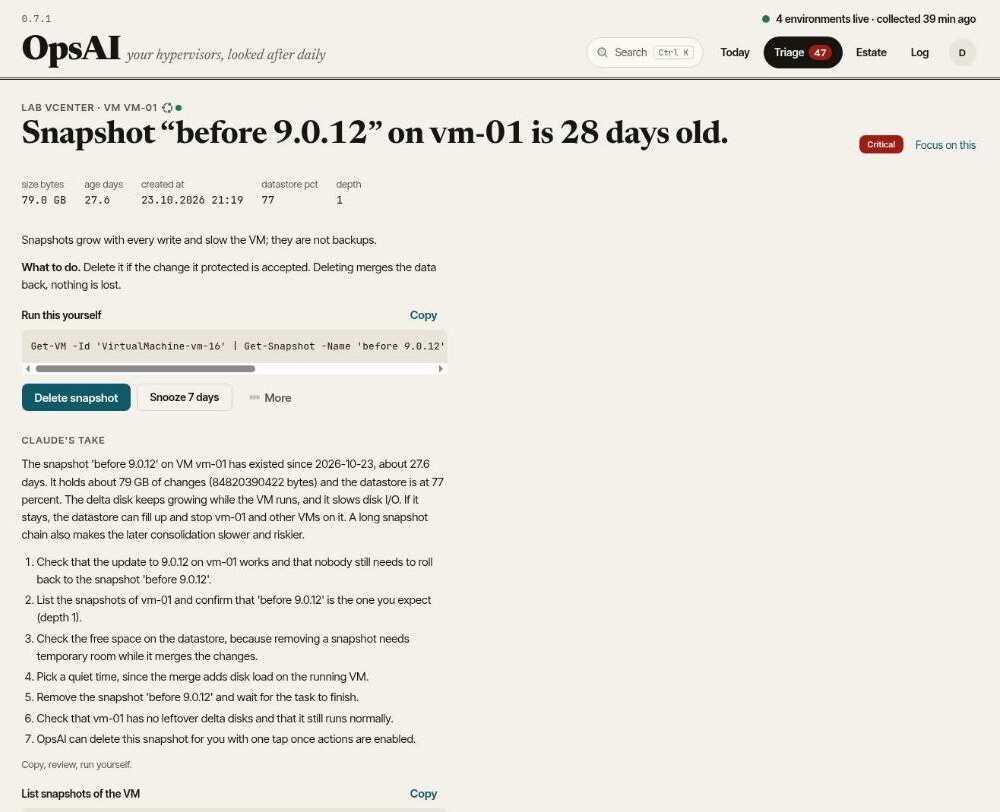 0.7.1
4 environments live · collected 39 min ago
OpsAI your hypervisors, looked after daily
Search Ctrl K Today Triage 47 Estate Log D
LAB VCENTER · VM VM-01
Snapshot “before 9.0.12” on vm-01 is 28 days old.
Critical Focus on this
size bytes age days created at datastore pct depth
79.0 GB 27.6 23.10.2026 21:19 77 1
Snapshots grow with every write and slow the VM; they are not backups.
What to do. Delete it if the change it protected is accepted. Deleting merges the data
back, nothing is lost.
Run this yourself Copy
Get-VM -Id 'VirtualMachine-vm-16' | Get-Snapshot -Name 'before 9.0.12'
Delete snapshot Snooze 7 days More
CLAUDE'S TAKE
The snapshot 'before 9.0.12' on VM vm-01 has existed since 2026-10-23, about 27.6
days. It holds about 79 GB of changes (84820390422 bytes) and the datastore is at 77
percent. The delta disk keeps growing while the VM runs, and it slows disk I/O. If it
stays, the datastore can fill up and stop vm-01 and other VMs on it. A long snapshot
chain also makes the later consolidation slower and riskier.
1. Check that the update to 9.0.12 on vm-01 works and that nobody still needs to roll
back to the snapshot 'before 9.0.12'.
2. List the snapshots of vm-01 and confirm that 'before 9.0.12' is the one you expect
(depth 1).
3. Check the free space on the datastore, because removing a snapshot needs
temporary room while it merges the changes.
4. Pick a quiet time, since the merge adds disk load on the running VM.
5. Remove the snapshot 'before 9.0.12' and wait for the task to finish.
6. Check that vm-01 has no leftover delta disks and that it still runs normally.
7. OpsAI can delete this snapshot for you with one tap once actions are enabled.
Copy, review, run yourself.
List snapshots of the VM Copy